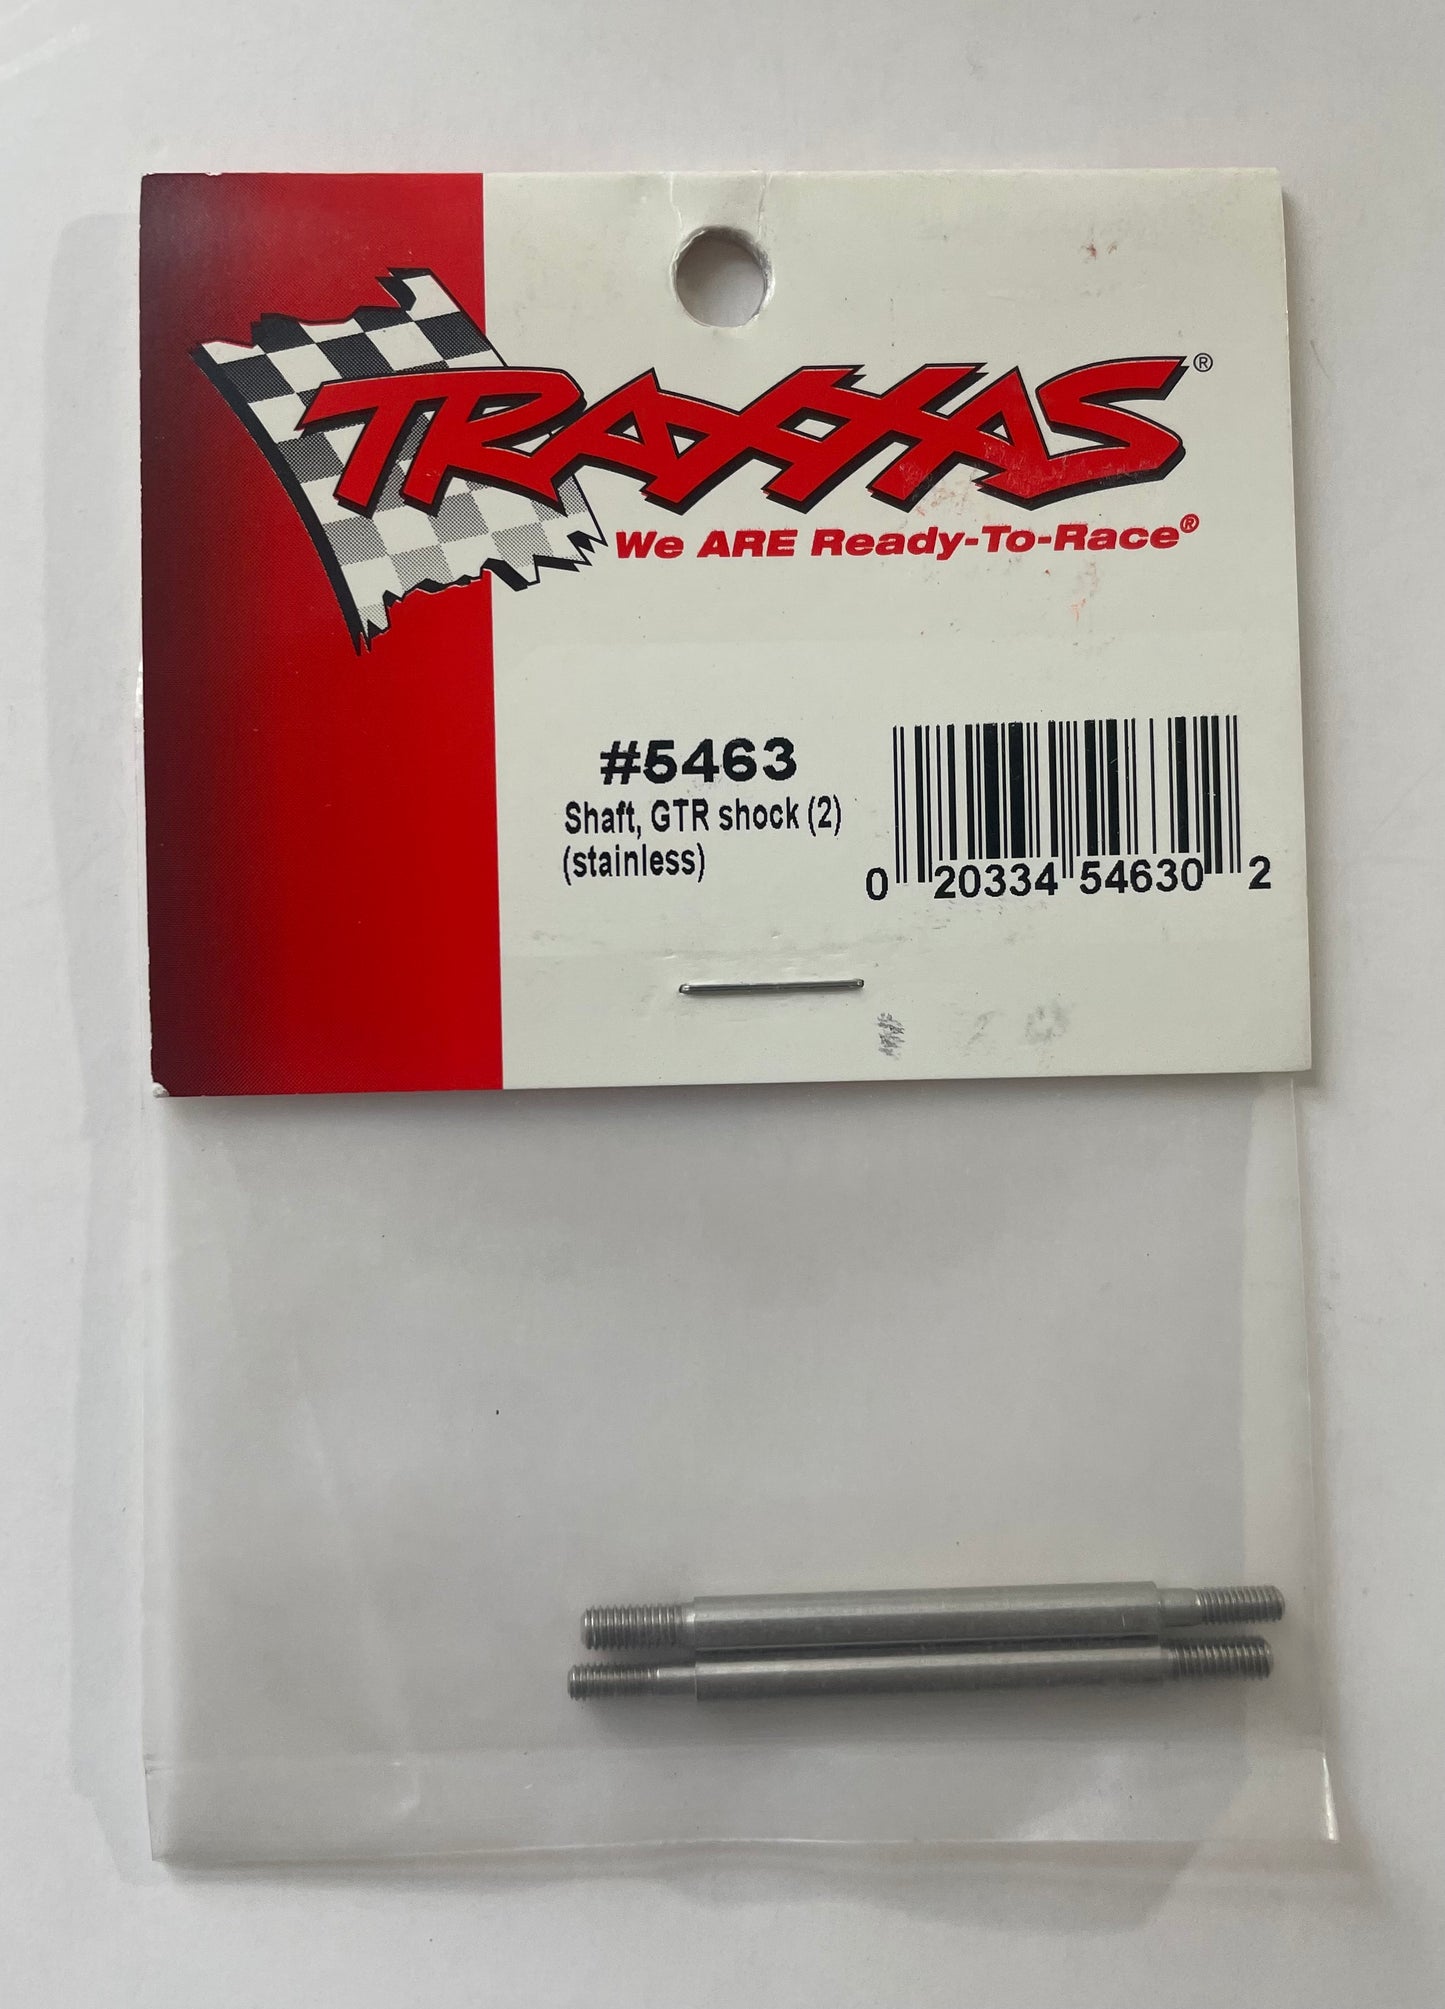 TRAXXAS®
We ARE Ready-To-Race®
#5463
Shaft, GTR shock (2)
(stainless)
0 20334 54630 2